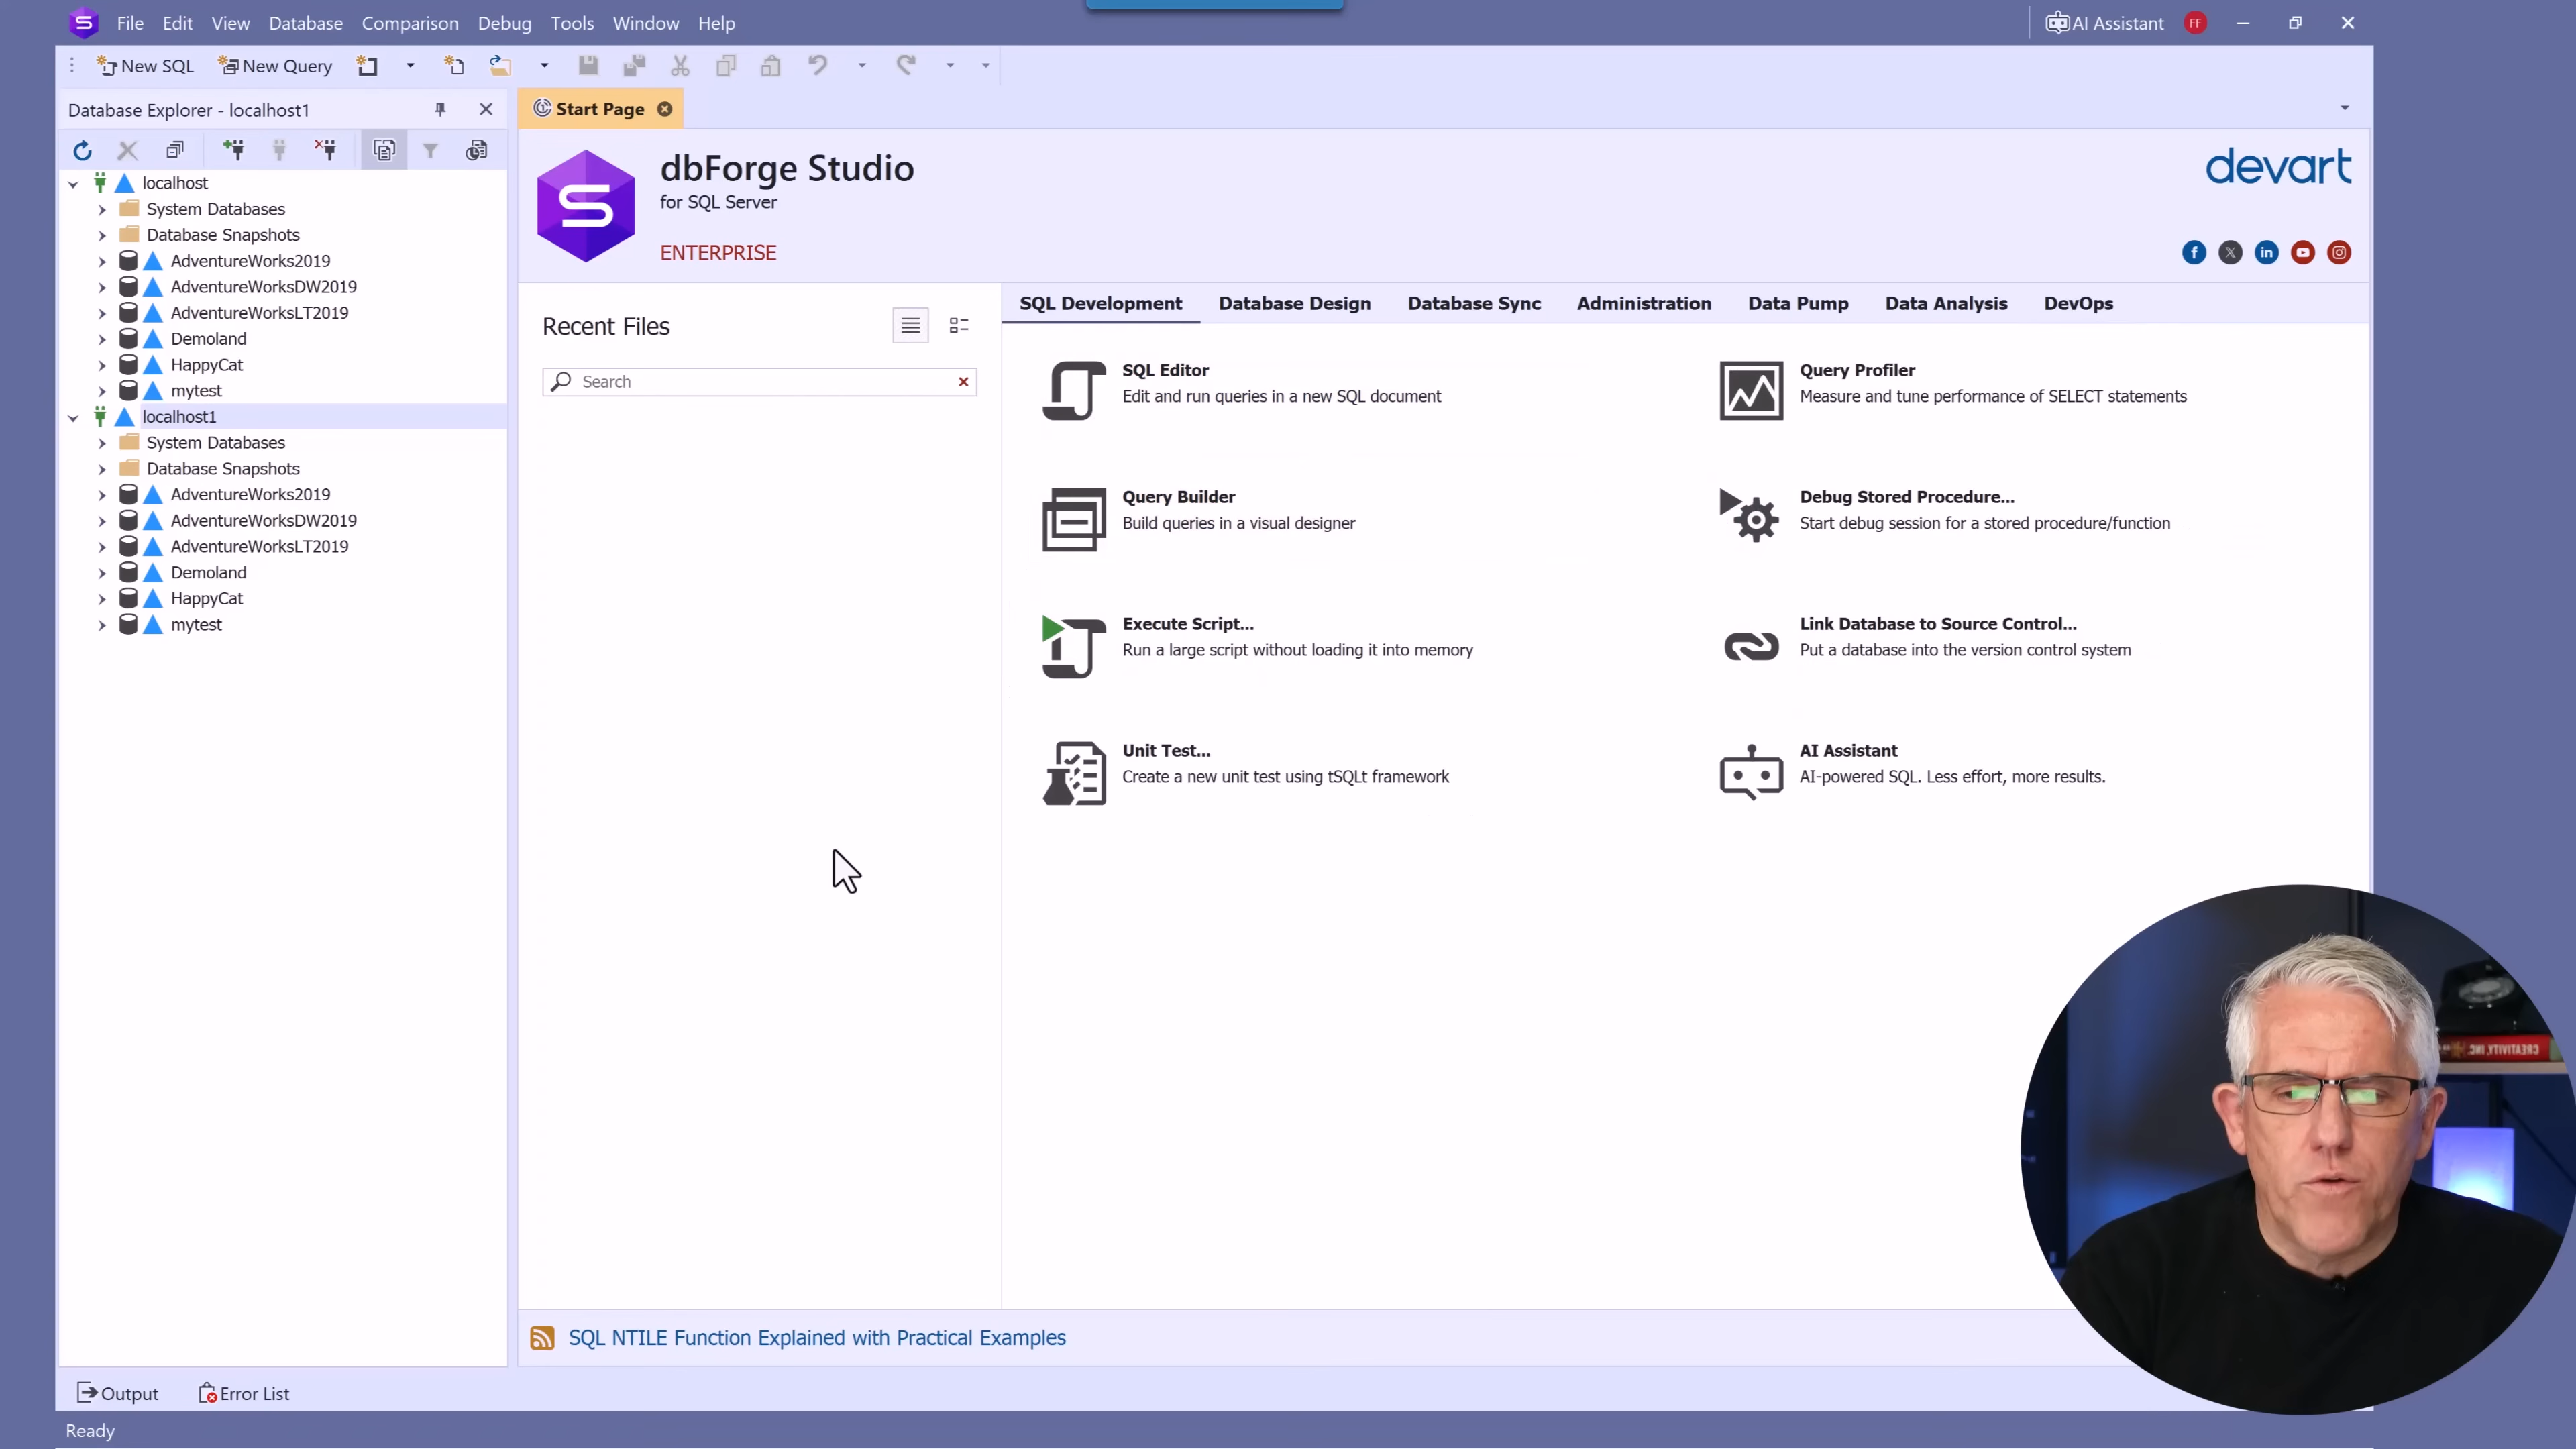 File Edit View Database Comparison Debug Tools Window Help
AI Assistant FF
New SQL New Query
Database Explorer - localhost1
localhost
System Databases
Database Snapshots
AdventureWorks2019
AdventureWorksDW2019
AdventureWorksLT2019
Demoland
HappyCat
mytest
localhost1
System Databases
Database Snapshots
AdventureWorks2019
AdventureWorksDW2019
AdventureWorksLT2019
Demoland
HappyCat
mytest
Start Page
dbForge Studio
for SQL Server
ENTERPRISE
devart
Recent Files
Search
SQL Development Database Design Database Sync Administration Data Pump Data Analysis DevOps
SQL Editor
Edit and run queries in a new SQL document
Query Profiler
Measure and tune performance of SELECT statements
Query Builder
Build queries in a visual designer
Debug Stored Procedure...
Start debug session for a stored procedure/function
Execute Script...
Run a large script without loading it into memory
Link Database to Source Control...
Put a database into the version control system
Unit Test...
Create a new unit test using tSQLt framework
AI Assistant
AI-powered SQL. Less effort, more results.
CREATIVITY, INC.
SQL NTILE Function Explained with Practical Examples
Output Error List
Ready